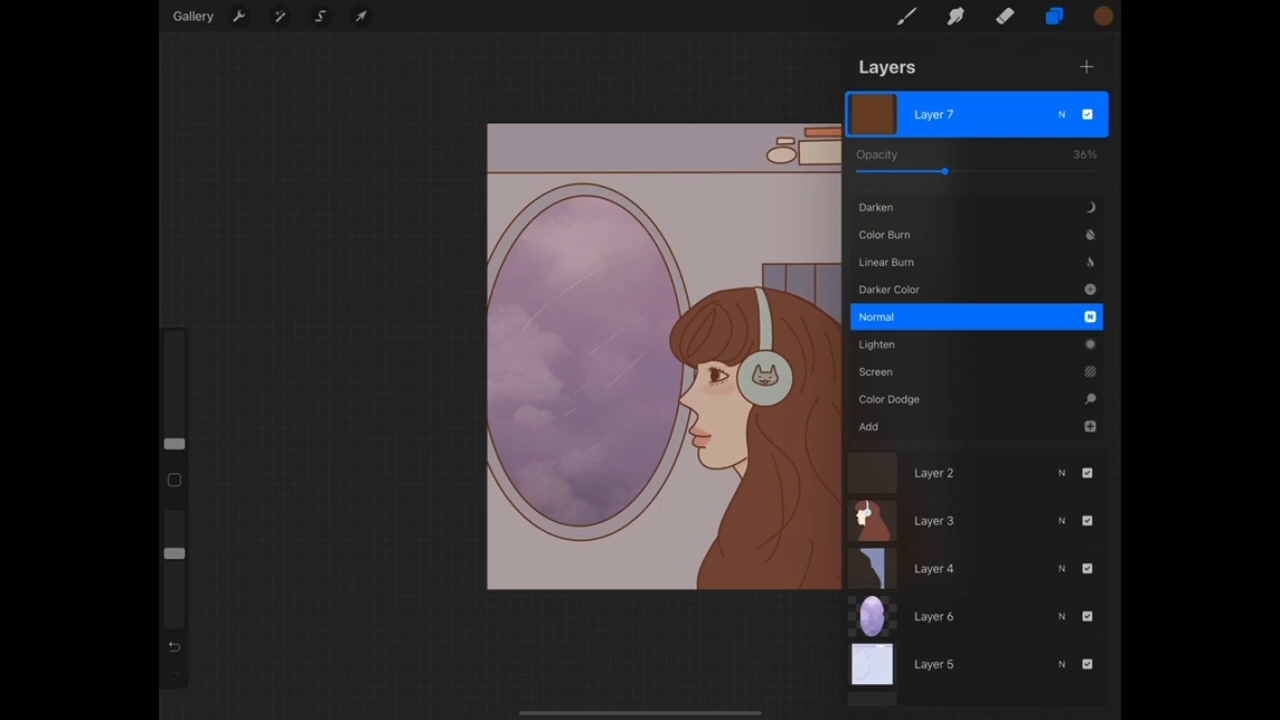 Gallery
Layers
Layer 7 N
Opacity 36%
Darken
Color Burn
Linear Burn
Darker Color
Normal N
Lighten
Screen
Color Dodge
Add
Layer 2 N
Layer 3 N
Layer 4 N
Layer 6 N
Layer 5 N